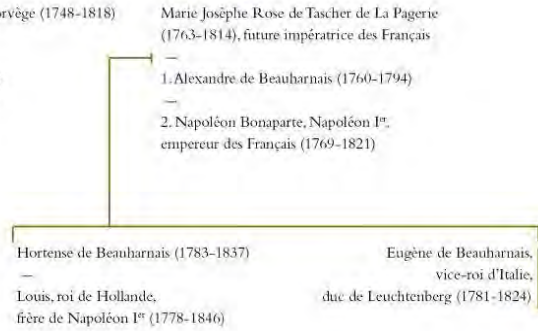 rvège (1748-1818)
Marie Josèphe Rose de Tascher de La Pagerie
(1763-1814), future impératrice des Français
—
1. Alexandre de Beauharnais (1760-1794)
—
2. Napoléon Bonaparte, Napoléon Iᵉʳ,
empereur des Français (1769-1821)
Hortense de Beauharnais (1783-1837)
—
Louis, roi de Hollande,
frère de Napoléon Iᵉʳ (1778-1846)
Eugène de Beauharnais,
vice-roi d'Italie,
duc de Leuchtenberg (1781-1824)